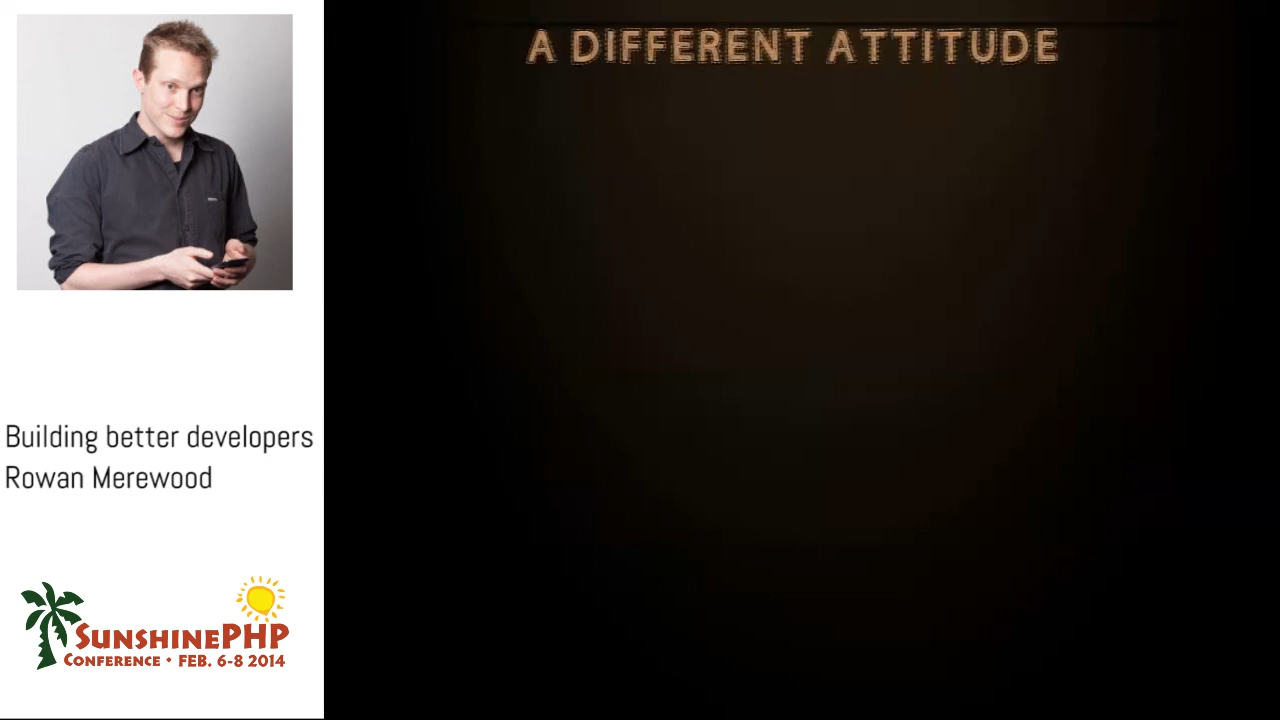 A DIFFERENT ATTITUDE
Building better developers
Rowan Merewood
SUNSHINEPHP
CONFERENCE • FEB. 6-8 2014